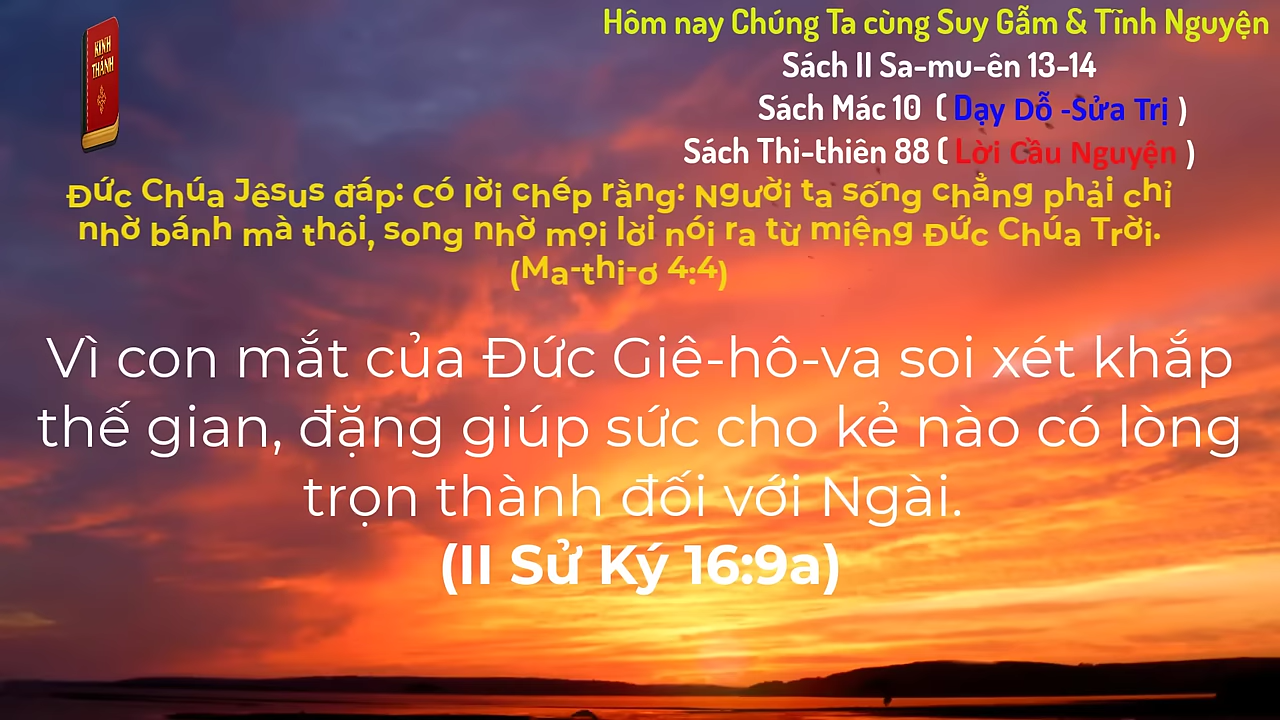 KINH
THÁNH
Hôm nay Chúng Ta cùng Suy Gẫm & Tĩnh Nguyện
Sách II Sa-mu-ên 13-14
Sách Mác 10 ( Dạy Dỗ -Sửa Trị )
Sách Thi-thiên 88 ( Lời Cầu Nguyện )
Đức Chúa Jêsus đáp: Có lời chép rằng: Người ta sống chẳng phải chỉ
nhờ bánh mà thôi, song nhờ mọi lời nói ra từ miệng Đức Chúa Trời.
(Ma-thi-ơ 4:4)
Vì con mắt của Đức Giê-hô-va soi xét khắp
thế gian, đặng giúp sức cho kẻ nào có lòng
trọn thành đối với Ngài.
(II Sử Ký 16:9a)